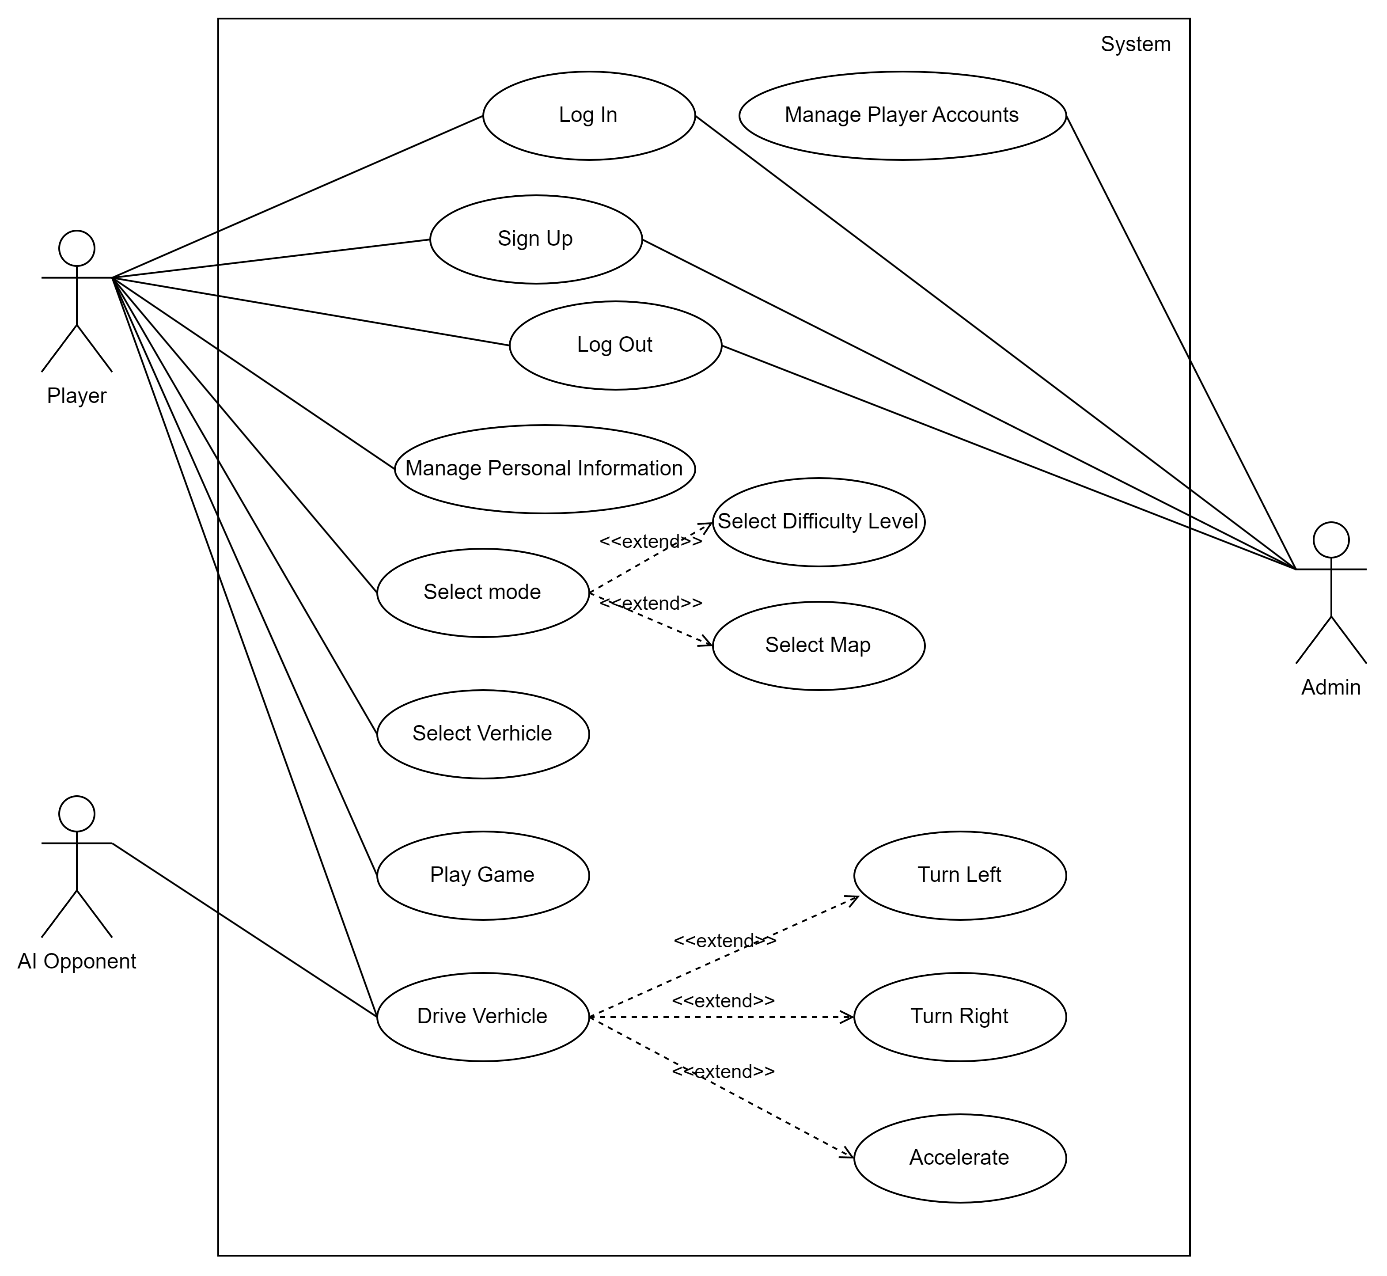 System
Log In
Manage Player Accounts
Sign Up
Log Out
Player
Manage Personal Information
Select Difficulty Level
<<extend>>
Select mode
<<extend>>
Select Map
Admin
Select Verhicle
Play Game
Turn Left
<<extend>>
AI Opponent
<<extend>>
Drive Verhicle
Turn Right
<<extend>>
Accelerate